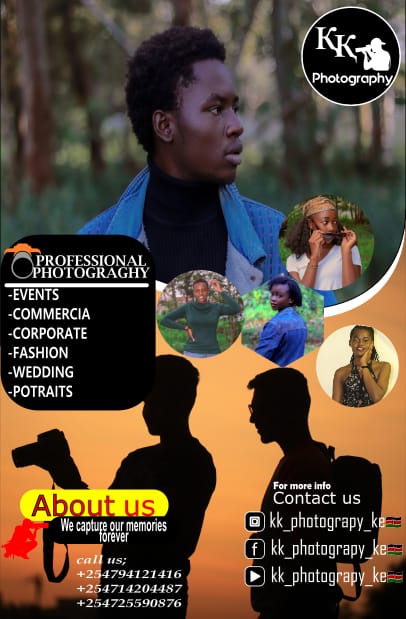 KK
Photography
PROFESSIONAL
PHOTOGRAGHY
-EVENTS
-COMMERCIA
-CORPORATE
-FASHION
-WEDDING
-POTRAITS
About us
We capture our memories
forever
call us;
+254794121416
+254714204487
+254725590876
For more info
Contact us
kk_photograpy_ke🇰🇪
kk_photograpy_ke🇰🇪
kk_photograpy_ke🇰🇪